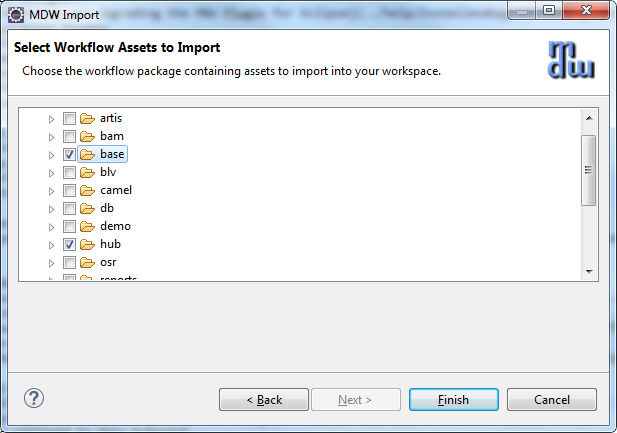 MDW Import
Select Workflow Assets to Import
Choose the workflow package containing assets to import into your workspace.
mdw
artis
bam
base
blv
camel
db
demo
hub
osr
reports
?
< Back
Next >
Finish
Cancel